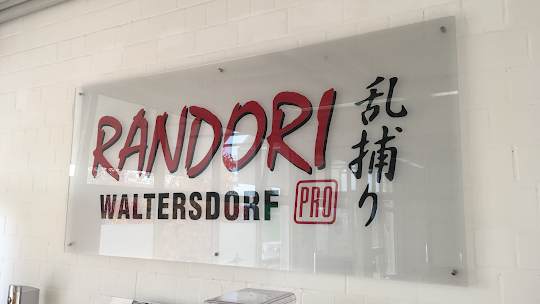 RANDORI
WALTERSDORF PRO
乱捕り